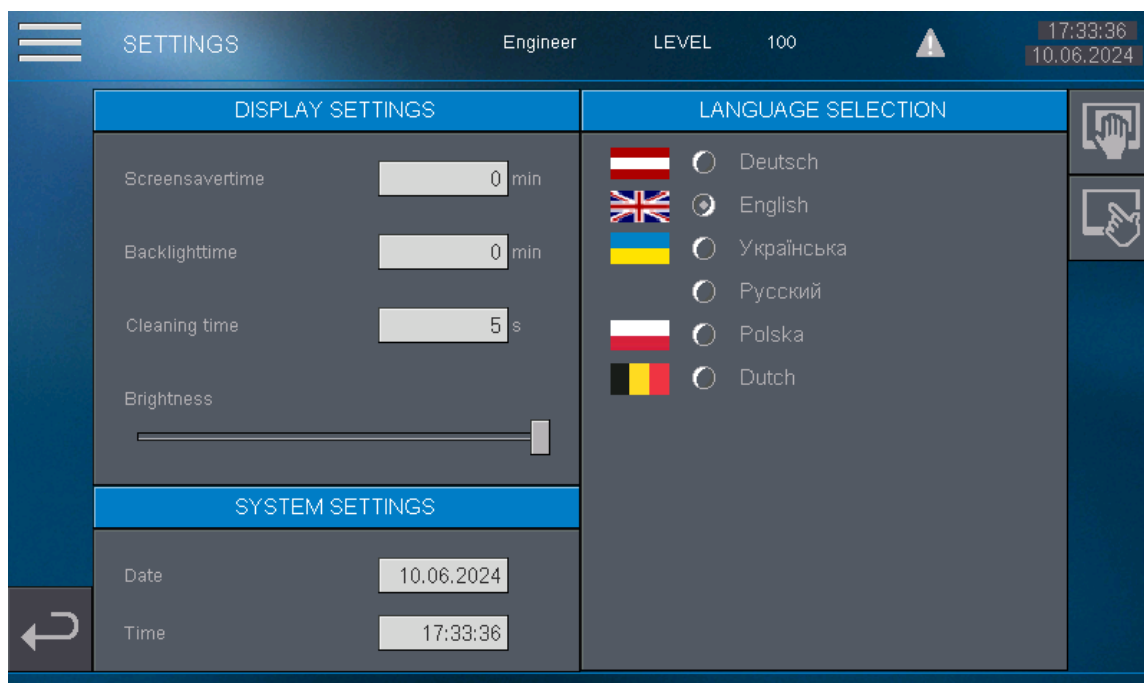 SETTINGS Engineer LEVEL 100 17:33:36
10.06.2024
DISPLAY SETTINGS
Screensavertime 0 min
Backlighttime 0 min
Cleaning time 5 s
Brightness
SYSTEM SETTINGS
Date 10.06.2024
Time 17:33:36
LANGUAGE SELECTION
Deutsch
English
Українська
Русский
Polska
Dutch